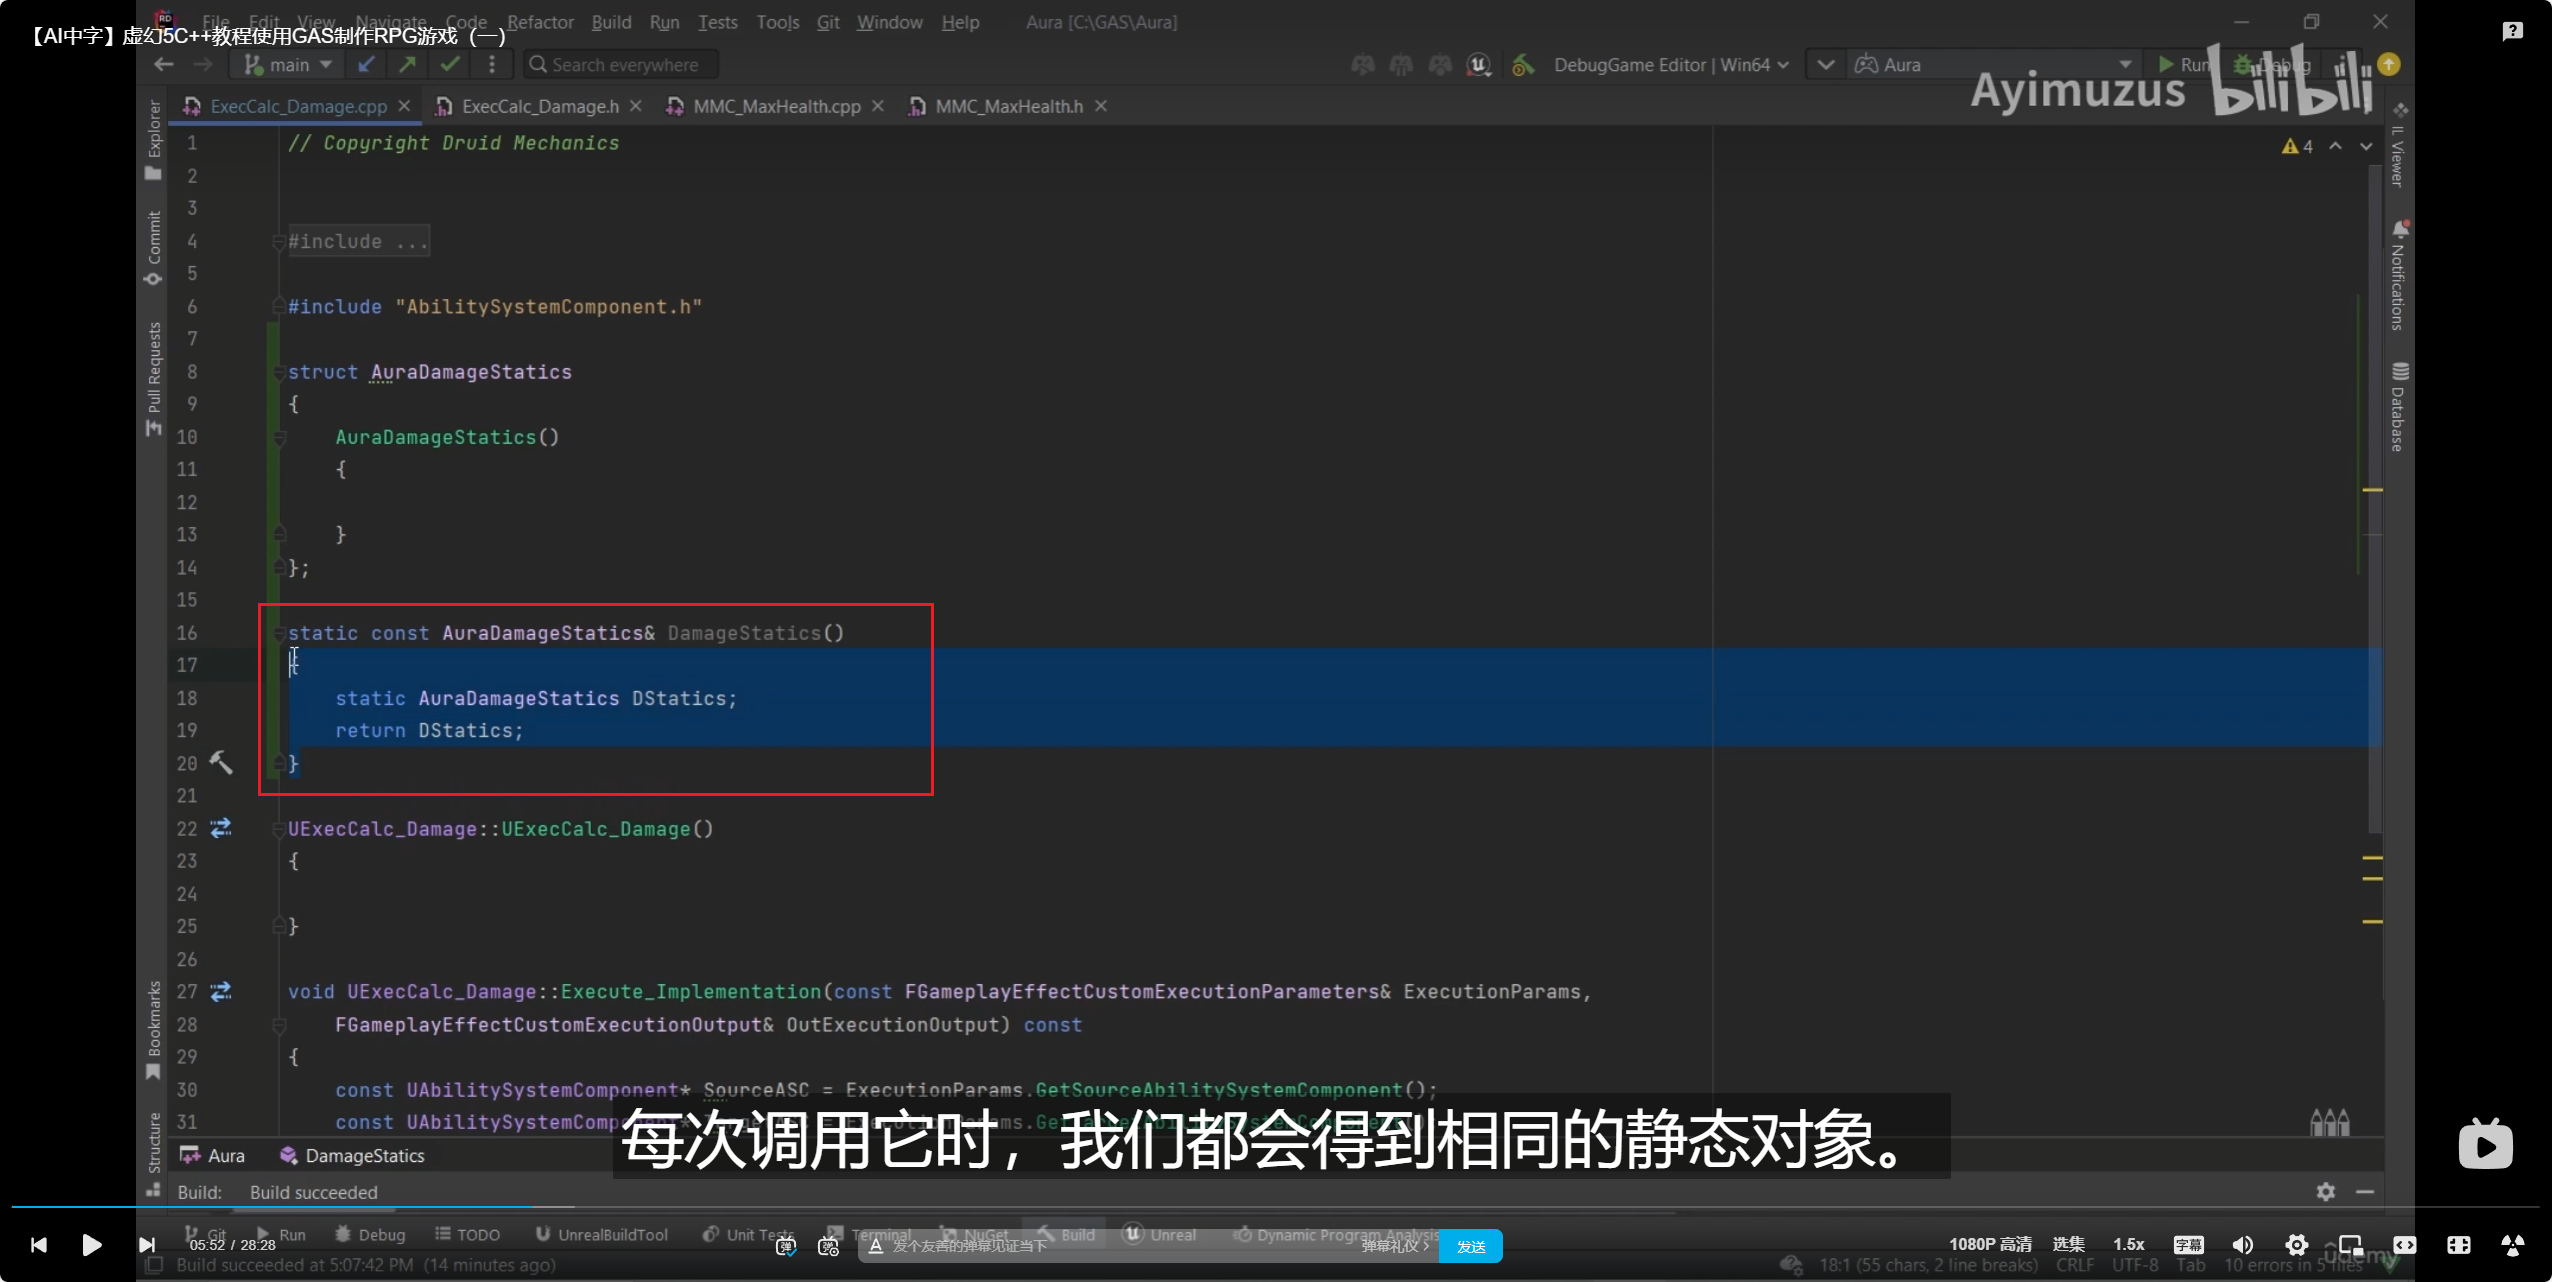 【AI中字】虚幻5C++教程使用GAS制作RPG游戏（一）
File Edit View Navigate Code Refactor Build Run Tests Tools Git Window Help Aura [C:\GAS\Aura]
main Search everywhere DebugGame Editor | Win64 Aura Run Debug
Ayimuzus bilibili
ExecCalc_Damage.cpp ExecCalc_Damage.h MMC_MaxHealth.cpp MMC_MaxHealth.h
Explorer
Commit
Pull Requests
Bookmarks
Structure
IL Viewer
Notifications
Database
4
1 // Copyright Druid Mechanics
2
3
4 #include ...
5
6 #include "AbilitySystemComponent.h"
7
8 struct AuraDamageStatics
9 {
10 AuraDamageStatics()
11 {
12
13 }
14 };
15
16 static const AuraDamageStatics& DamageStatics()
17 {
18 static AuraDamageStatics DStatics;
19 return DStatics;
20 }
21
22 UExecCalc_Damage::UExecCalc_Damage()
23 {
24
25 }
26
27 void UExecCalc_Damage::Execute_Implementation(const FGameplayEffectCustomExecutionParameters& ExecutionParams,
28 FGameplayEffectCustomExecutionOutput& OutExecutionOutput) const
29 {
30 const UAbilitySystemComponent* SourceASC = ExecutionParams.GetSourceAbilitySystemComponent();
31 const UAbilitySystemComponent*
每次调用它时，我们都会得到相同的静态对象。
Aura DamageStatics
Build: Build succeeded
Git Run Debug TODO UnrealBuildTool Unit Tests Terminal NuGet Build Unreal Dynamic Program Analysis
05:52 / 28:28 发个友善的弹幕见证当下 弹幕礼仪 发送 1080P 高清 选集 1.5x 字幕
udemy
Build succeeded at 5:07:42 PM (14 minutes ago) 18:1 (55 chars, 2 line breaks) CRLF UTF-8 Tab 10 errors in 5 files